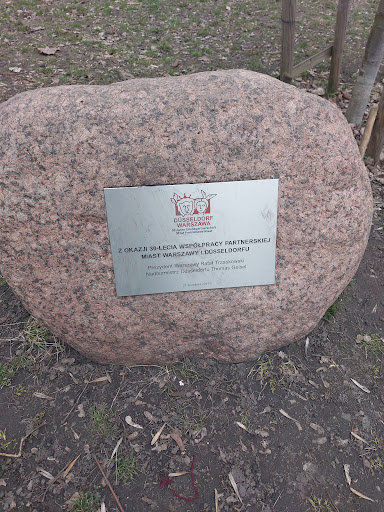 DÜSSELDORF
WARSZAWA
Z OKAZJI 30-LECIA WSPÓŁPRACY PARTNERSKIEJ
MIAST WARSZAWY I DÜSSELDORFU
Prezydent Warszawy Rafał Trzaskowski
Nadburmistrz Düsseldorfu Thomas Geisel